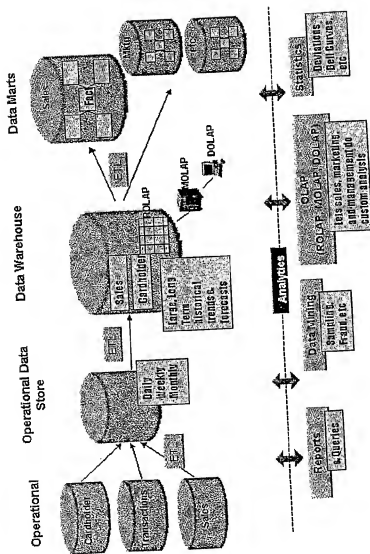 Operational
Operational Data
Store
Data Warehouse
Data Marts
Cardholder
Transactions
Sales
ETL
Daily
Weekly
Monthly
ETL
Sales
Cardholder
ROLAP
Large, long
term
historical
trends &
forecasts
MOLAP
DOLAP
ETL
Sales
Fact
Analytics
Reports
& Queries
Data Mining
Sampling,
Fraud, etc
OLAP
(ROLAP, MOLAP, DOLAP)
Lets sales, marketing,
and management do
custom analysis
Statistics
Deviations,
Bell Curves,
etc